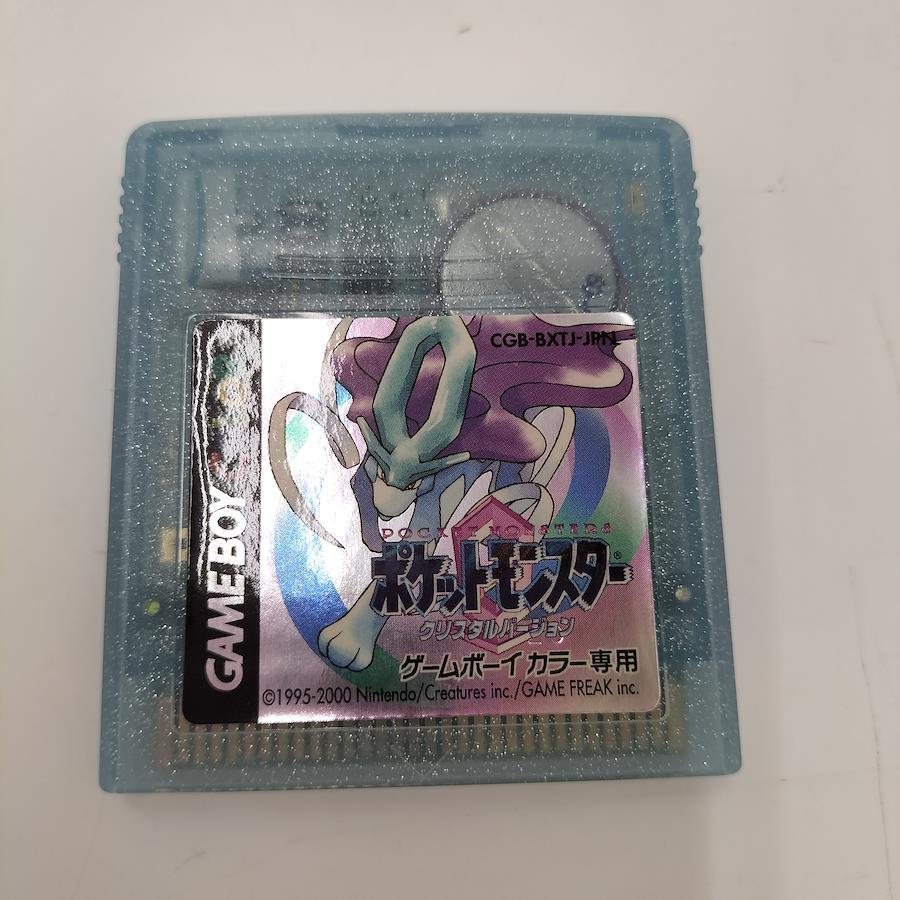 CGB-BXTJ-JPN
GAME BOY
POCKET MONSTERS
ポケットモンスター®
クリスタルバージョン
ゲームボーイ カラー専用
©1995-2000 Nintendo/Creatures inc./GAME FREAK inc.